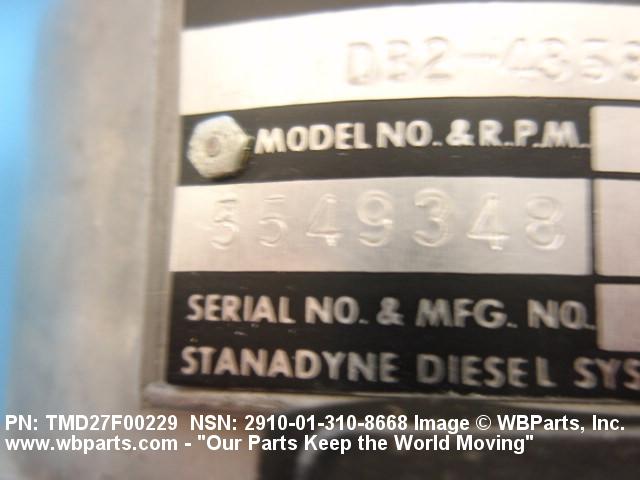 DB2-4358
MODEL NO. & R.P.M.
5549348
SERIAL NO. & MFG. NO.
STANADYNE DIESEL SYS
PN: TMD27F00229 NSN: 2910-01-310-8668 Image © WBParts, Inc.
www.wbparts.com - "Our Parts Keep the World Moving"